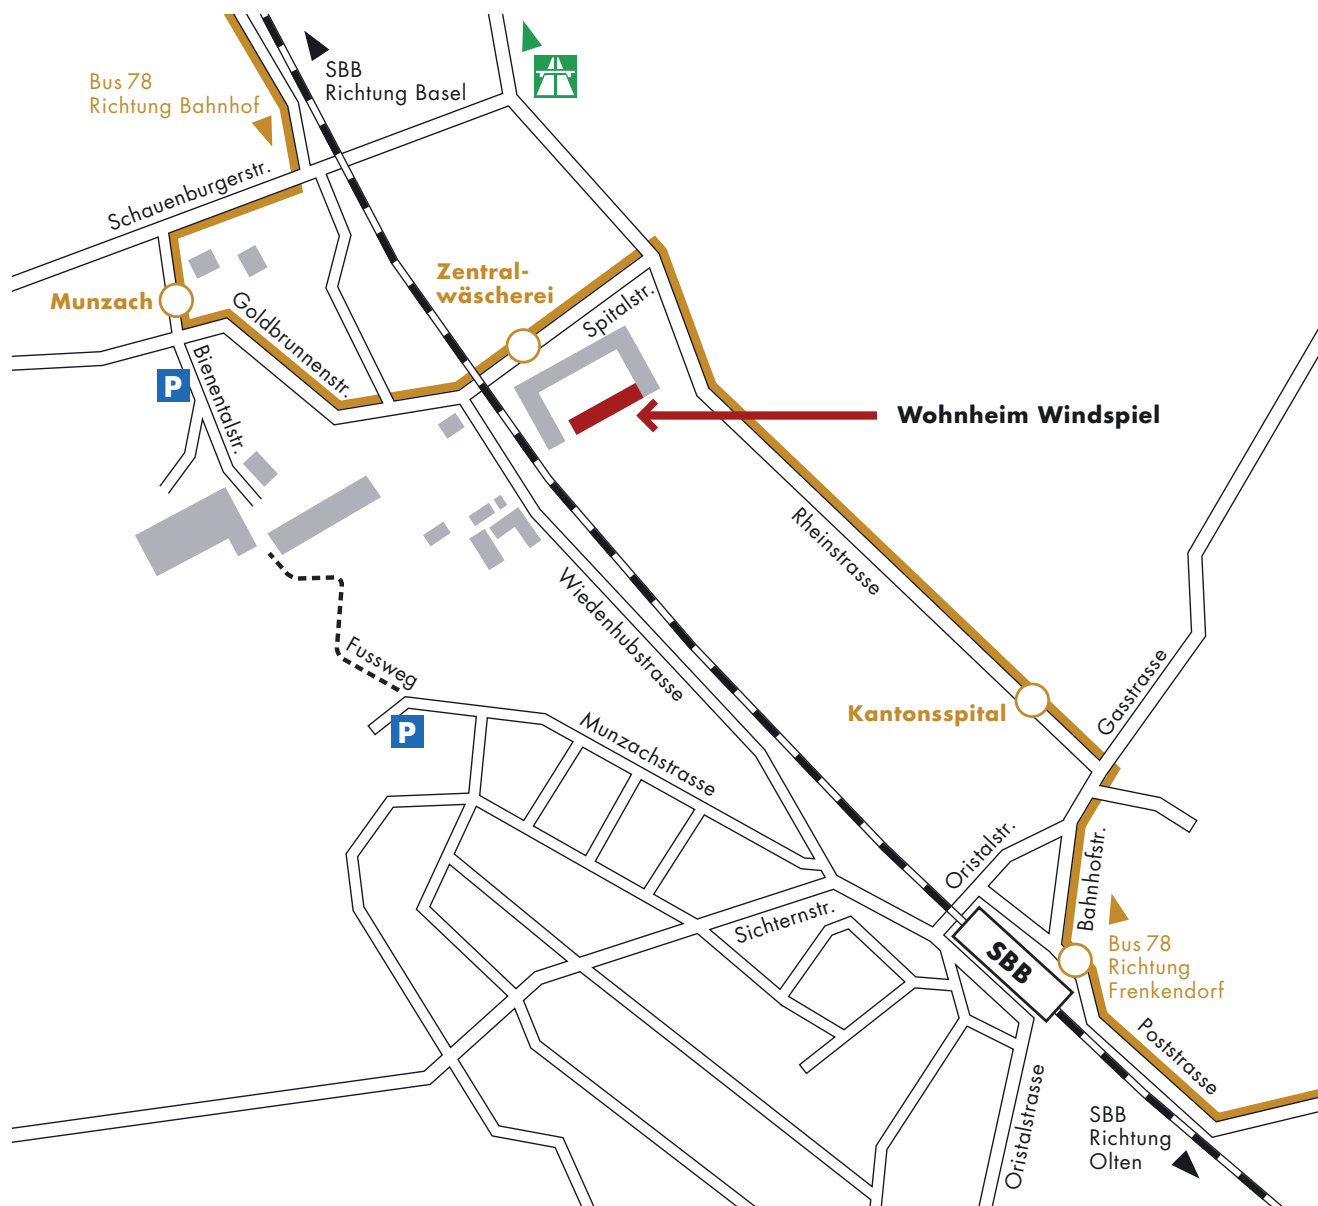 SBB
Richtung Basel
Bus 78
Richtung Bahnhof
Schauenburgerstr.
Zentral-
wäscherei
Munzach
Goldbrunnenstr.
Spitalstr.
Bienentalstr.
P
Wohnheim Windspiel
Rheinstrasse
Wiedenhubstrasse
Fussweg
P
Munzachstrasse
Kantonsspital
Gasstrasse
Oristalstr.
Bahnhofstr.
Sichternstr.
SBB
Bus 78
Richtung
Frenkendorf
Poststrasse
Oristalstrasse
SBB
Richtung
Olten